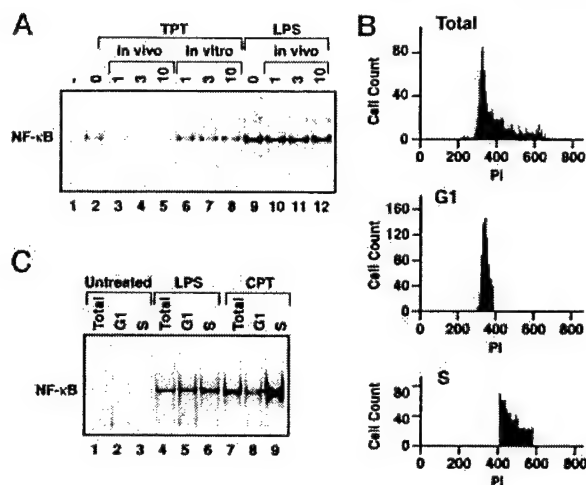 A
TPT LPS
in vivo in vitro in vivo
- 0 1 3 10 1 3 10 0 1 3 10
NF-κB
1 2 3 4 5 6 7 8 9 10 11 12
B
Total
Cell Count
80
40
0
0 200 400 600 800
PI
G1
Cell Count
160
120
80
40
0
0 200 400 600 800
PI
S
Cell Count
80
40
0
0 200 400 600 800
PI
C
Untreated LPS CPT
Total G1 S Total G1 S Total G1 S
NF-κB
1 2 3 4 5 6 7 8 9